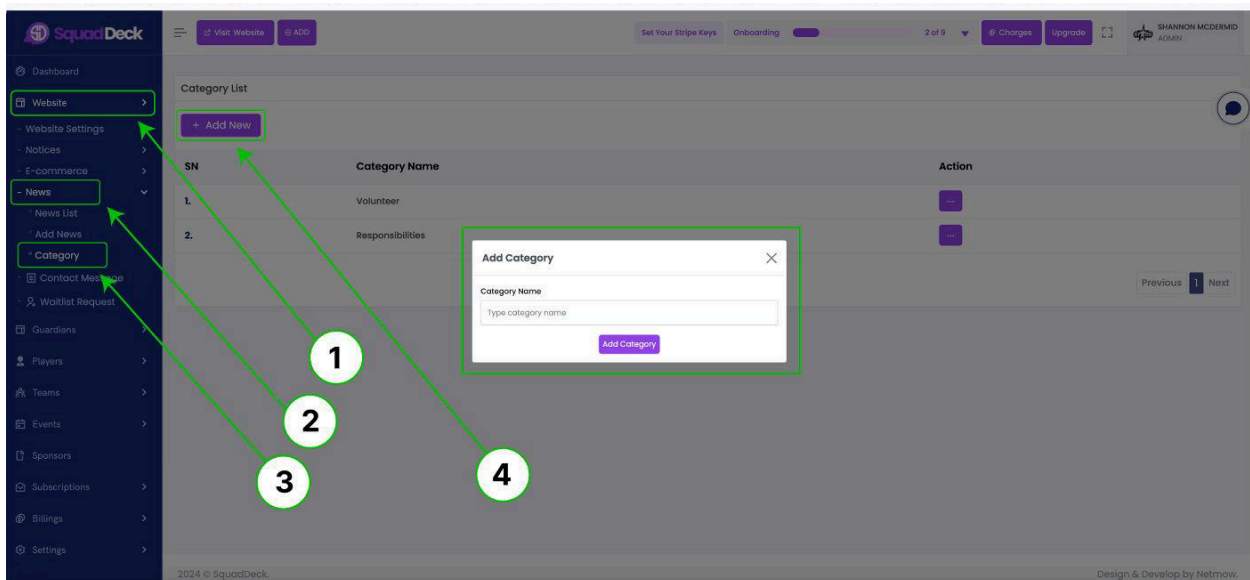 SquadDeck
Visit Website
ADD
Set Your Stripe Keys
Onboarding
2 of 9
Charges
Upgrade
SHANNON MCDERMID
ADMIN
Dashboard
Website
- Website Settings
- Notices
- E-commerce
- News
° News List
° Add News
° Category
- Contact Message
- Waitlist Request
Guardians
Players
Teams
Events
Sponsors
Subscriptions
Billings
Settings
Category List
+ Add New
SN Category Name Action
1. Volunteer ...
2. Responsibilities ...
Previous 1 Next
Add Category
Category Name
Type category name
Add Category
1
2
3
4
2024 © SquadDeck.
Design & Develop by Netmow.